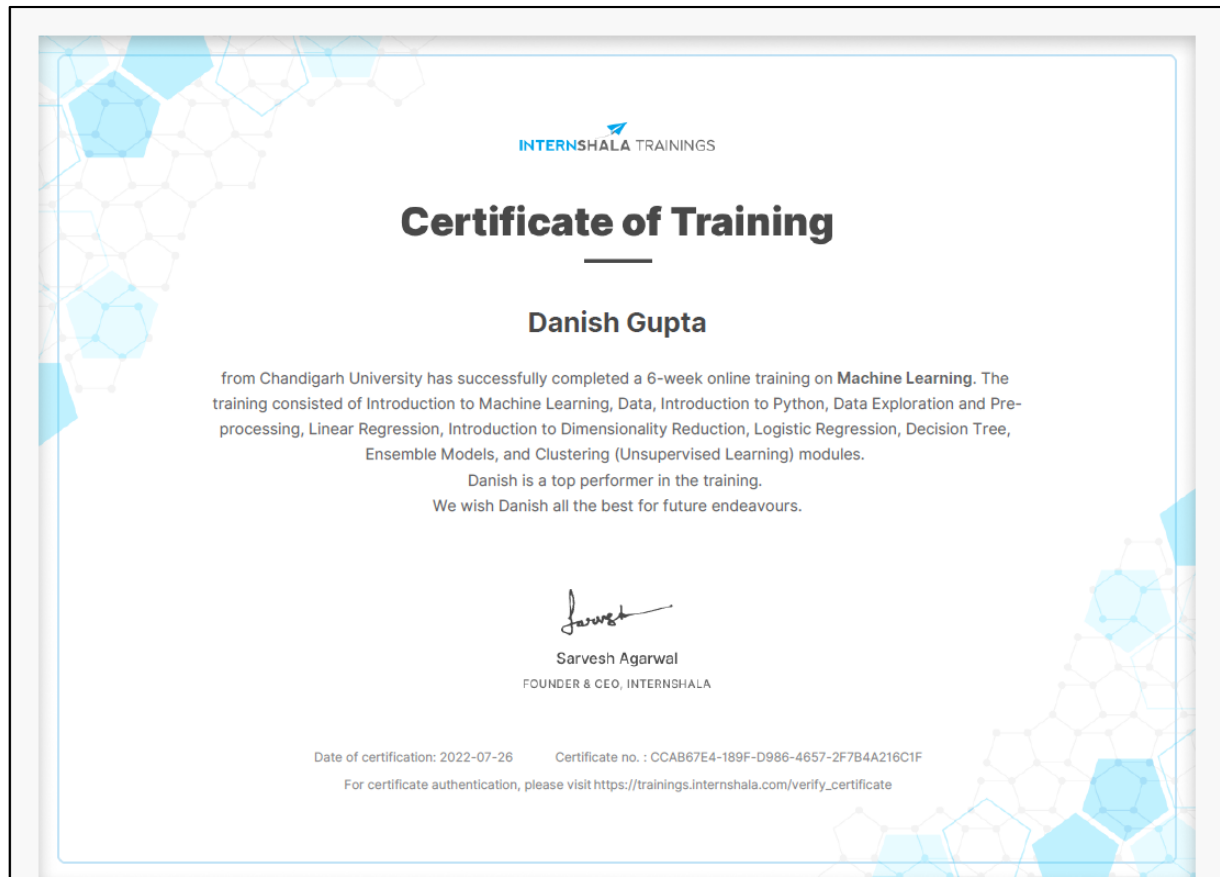 INTERNSHALA TRAININGS
Certificate of Training
Danish Gupta
from Chandigarh University has successfully completed a 6-week online training on Machine Learning. The
training consisted of Introduction to Machine Learning, Data, Introduction to Python, Data Exploration and Pre-
processing, Linear Regression, Introduction to Dimensionality Reduction, Logistic Regression, Decision Tree,
Ensemble Models, and Clustering (Unsupervised Learning) modules.
Danish is a top performer in the training.
We wish Danish all the best for future endeavours.
Sarvesh Agarwal
FOUNDER & CEO, INTERNSHALA
Date of certification: 2022-07-26 Certificate no. : CCAB67E4-189F-D986-4657-2F7B4A216C1F
For certificate authentication, please visit https://trainings.internshala.com/verify_certificate